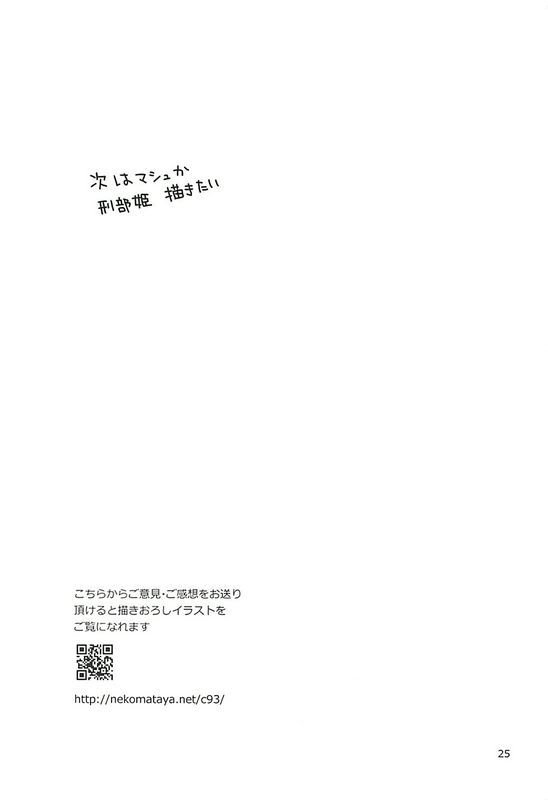 次はマシュか
刑部姫 描きたい
こちらからご意見・ご感想をお送り
頂けると描きおろしイラストを
ご覧になれます
http://nekomataya.net/c93/
25